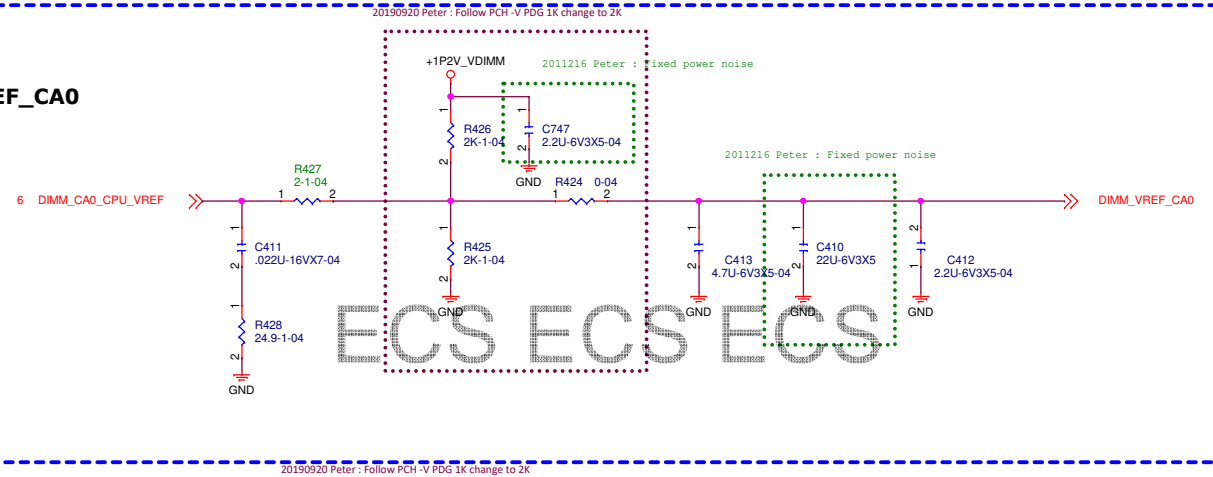 20190920 Peter : Follow PCH -V PDG 1K change to 2K
EF_CA0
+1P2V_VDIMM
2011216 Peter : Fixed power noise
1
R426
2K-1-04
2
1
C747
2.2U-6V3X5-04
2
GND
2011216 Peter : Fixed power noise
6 DIMM_CA0_CPU_VREF
R427
2-1-04
1 2
R424 0-04
1 2
DIMM_VREF_CA0
1
C411
.022U-16VX7-04
2
1
R425
2K-1-04
2
GND
1
C413
4.7U-6V3X5-04
2
GND
1
C410
22U-6V3X5
2
GND
2
C412
2.2U-6V3X5-04
1
GND
1
R428
24.9-1-04
2
GND
ECS ECS ECS
20190920 Peter : Follow PCH -V PDG 1K change to 2K